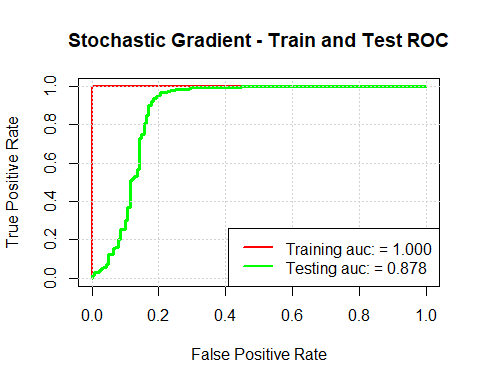 Stochastic Gradient - Train and Test ROC
True Positive Rate
1.0
0.8
0.6
0.4
0.2
0.0
Training auc: = 1.000
Testing auc: = 0.878
0.0 0.2 0.4 0.6 0.8 1.0
False Positive Rate